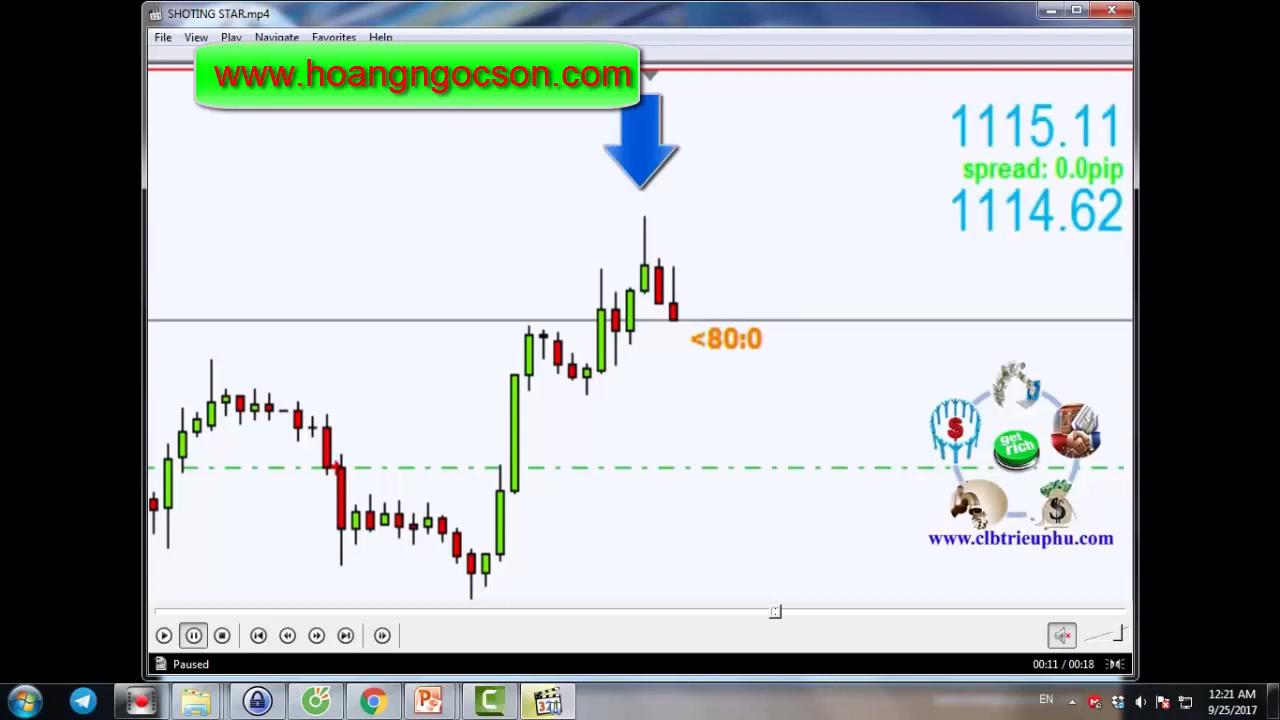 SHOTING STAR.mp4
File View Play Navigate Favorites Help
www.hoangngocson.com
1115.11
spread: 0.0pip
1114.62
<80:0
$
get rich
$
www.clbtrieuphu.com
Paused
00:11 / 00:18
EN
12:21 AM
9/25/2017